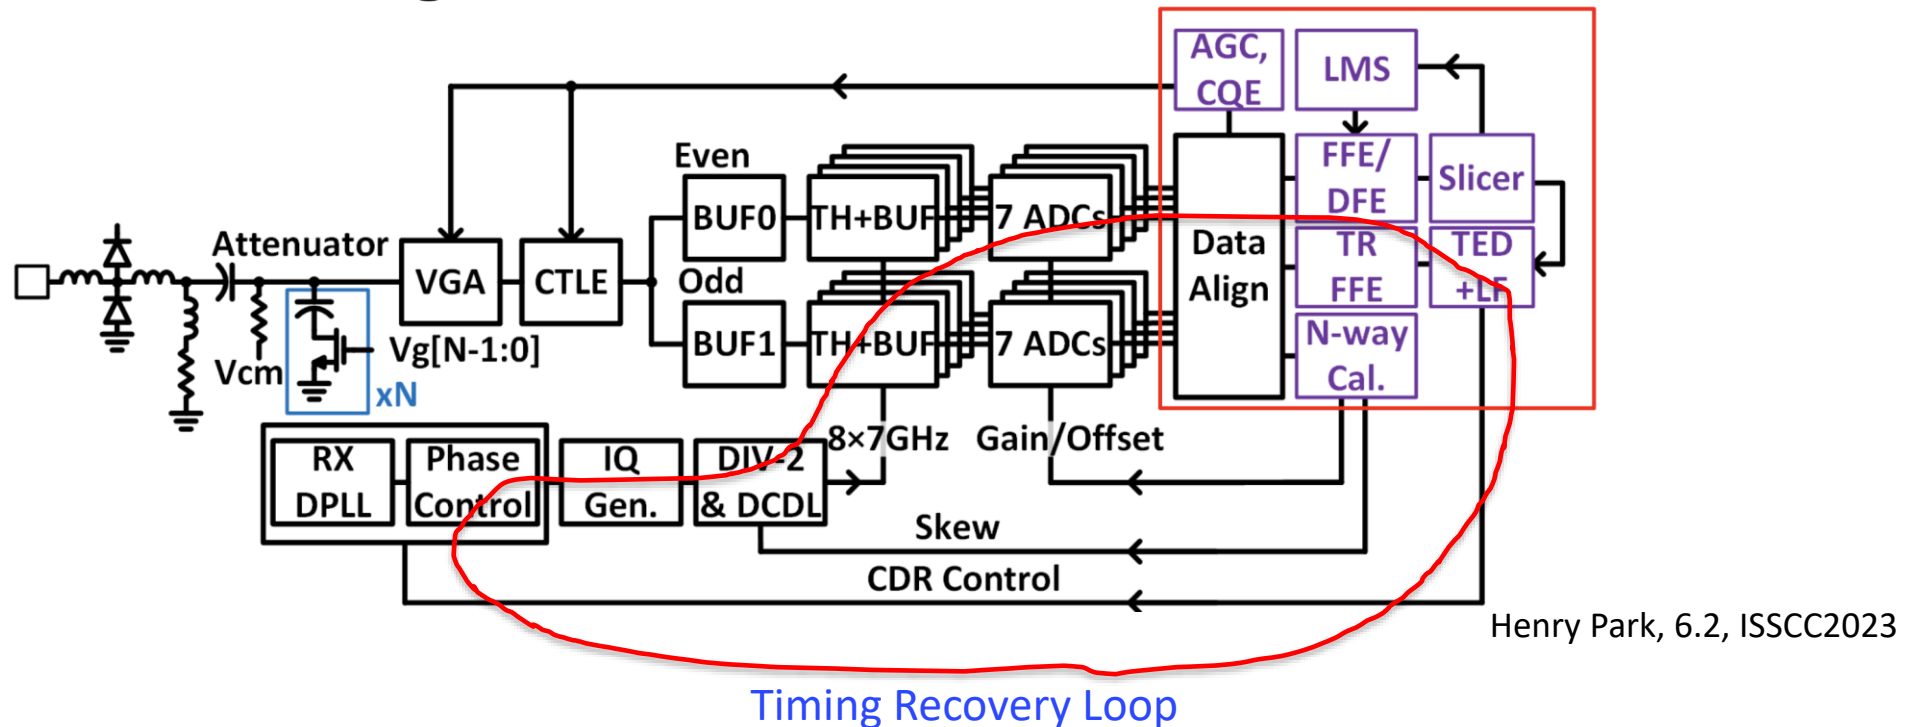 AGC,
CQE
LMS
Even
FFE/
DFE
Slicer
BUF0
TH+BUF
7 ADCs
Attenuator
VGA
CTLE
Odd
Data
Align
TR
FFE
TED
+LF
BUF1
TH+BUF
7 ADCs
N-way
Cal.
Vg[N-1:0]
Vcm
xN
8×7GHz
Gain/Offset
RX
DPLL
Phase
Control
IQ
Gen.
DIV-2
& DCDL
Skew
CDR Control
Henry Park, 6.2, ISSCC2023
Timing Recovery Loop